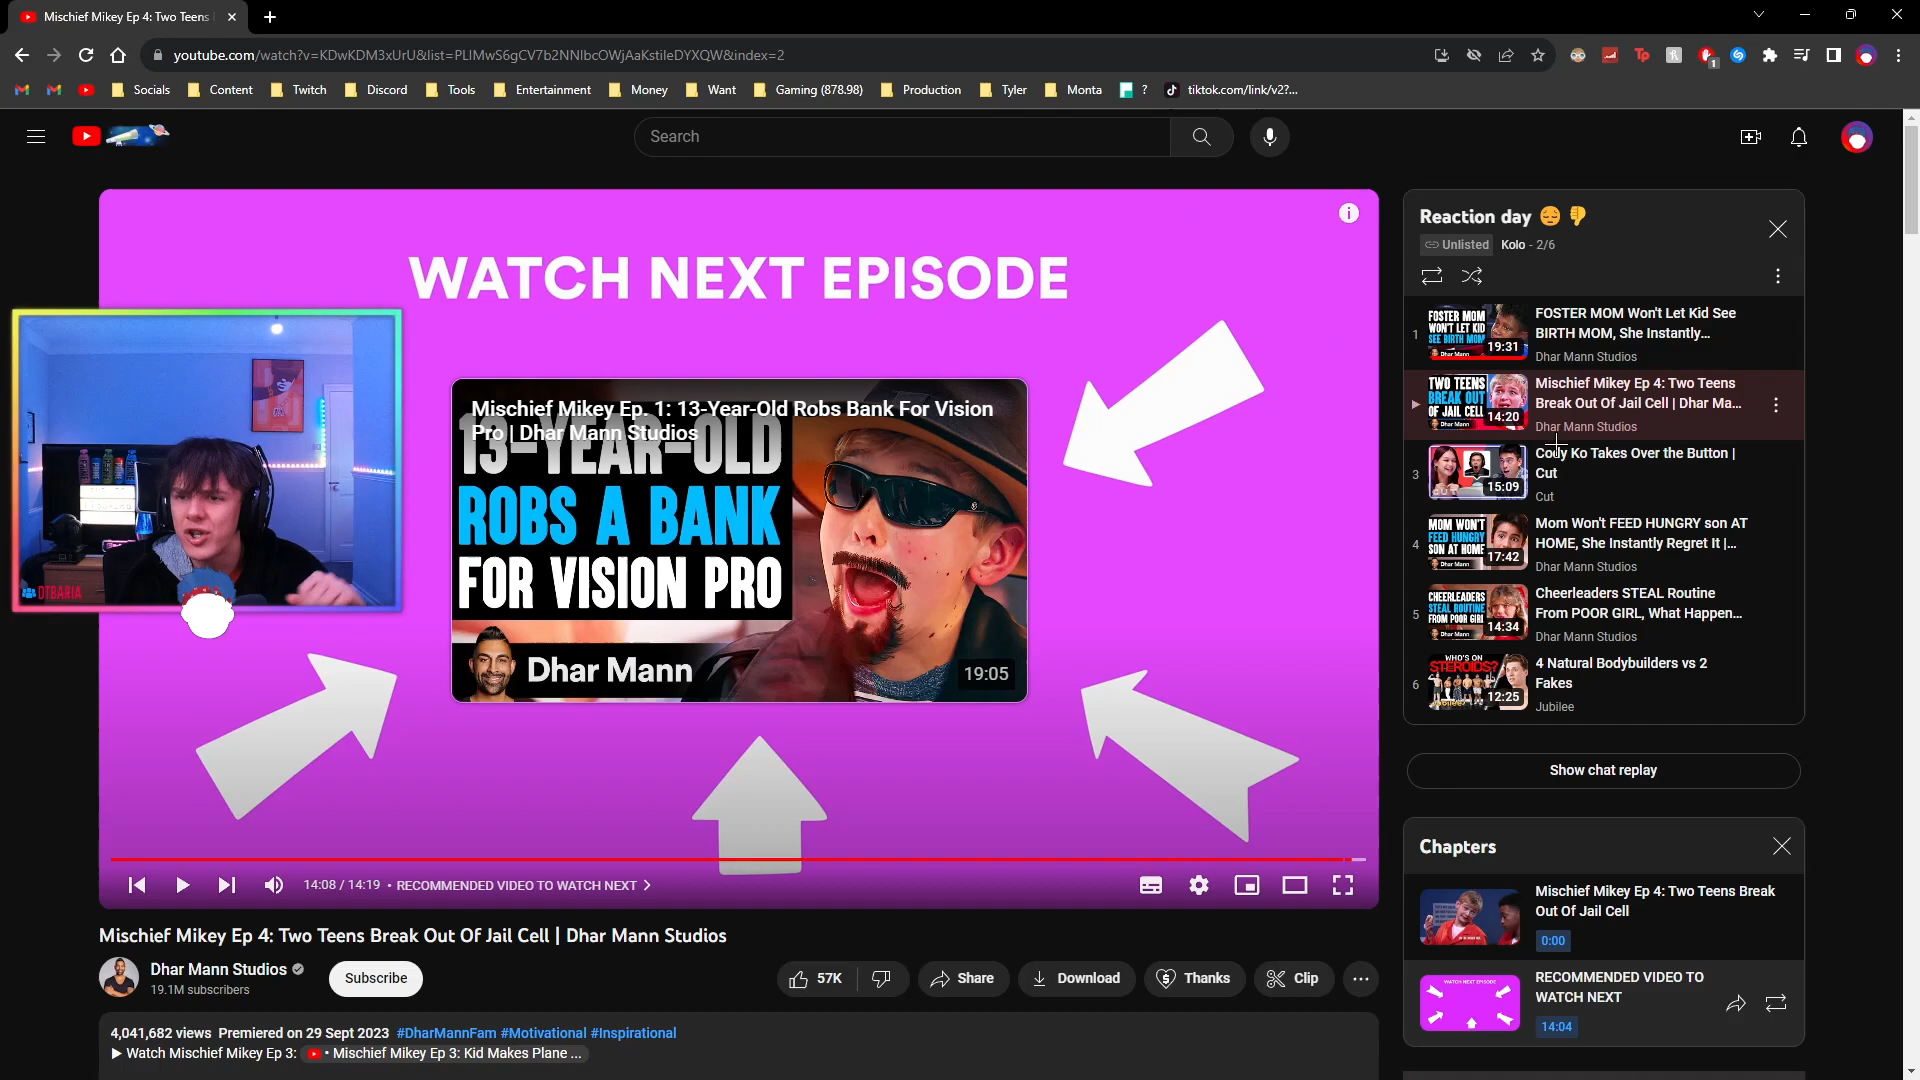 Mischief Mikey Ep 4: Two Teens
youtube.com/watch?v=KDwKDM3xUrU&list=PLIMwS6gCV7b2NNIbcOWjAaKstileDYXQW&index=2
1
Socials
Content
Twitch
Discord
Tools
Entertainment
Money
Want
Gaming (878.98)
Production
Tyler
Monta
?
tiktok.com/link/v2?...
Search
WATCH NEXT EPISODE
Mischief Mikey Ep. 1: 13-Year-Old Robs Bank For Vision
Pro | Dhar Mann Studios
13-YEAR-OLD
ROBS A BANK
FOR VISION PRO
Dhar Mann
19:05
DTBARIA
14:08 / 14:19 • RECOMMENDED VIDEO TO WATCH NEXT
Mischief Mikey Ep 4: Two Teens Break Out Of Jail Cell | Dhar Mann Studios
Dhar Mann Studios
19.1M subscribers
Subscribe
57K
Share
Download
Thanks
Clip
4,041,682 views Premiered on 29 Sept 2023 #DharMannFam #Motivational #Inspirational
▶ Watch Mischief Mikey Ep 3: • Mischief Mikey Ep 3: Kid Makes Plane ...
Reaction day 😔 👎
Unlisted Kolo - 2/6
1
FOSTER MOM
WON'T LET KID
SEE BIRTH MOM
Dhar Mann
19:31
FOSTER MOM Won't Let Kid See
BIRTH MOM, She Instantly...
Dhar Mann Studios
TWO TEENS
BREAK OUT
OF JAIL CELL
14:20
Mischief Mikey Ep 4: Two Teens
Break Out Of Jail Cell | Dhar Ma...
Dhar Mann Studios
3
CUT
15:09
Cody Ko Takes Over the Button |
Cut
Cut
4
MOM WON'T
FEED HUNGRY
SON AT HOME
Dhar Mann
17:42
Mom Won't FEED HUNGRY son AT
HOME, She Instantly Regret It |...
Dhar Mann Studios
5
CHEERLEADERS
STEAL ROUTINE
FROM POOR GIRL
Dhar Mann
14:34
Cheerleaders STEAL Routine
From POOR GIRL, What Happen...
Dhar Mann Studios
6
WHO'S ON
STEROIDS?
12:25
4 Natural Bodybuilders vs 2
Fakes
Jubilee
Show chat replay
Chapters
Mischief Mikey Ep 4: Two Teens Break
Out Of Jail Cell
0:00
WATCH NEXT EPISODE
RECOMMENDED VIDEO TO
WATCH NEXT
14:04